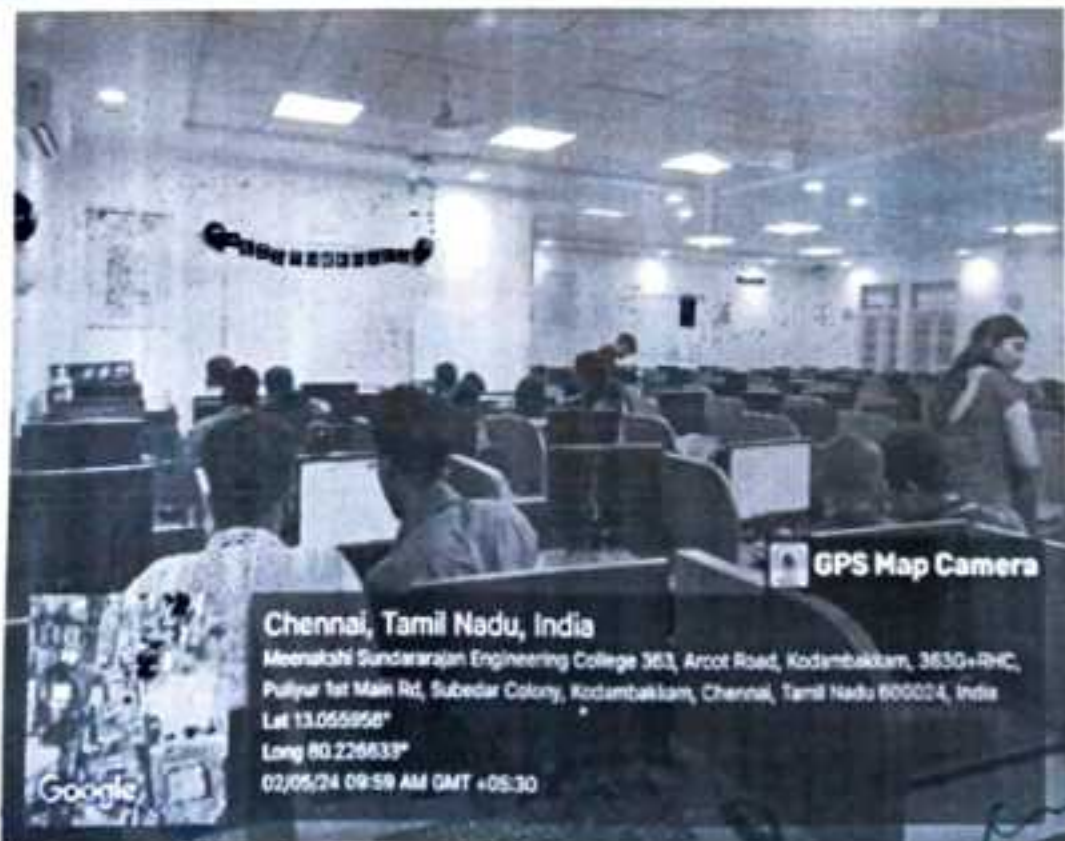 GPS Map Camera
Chennai, Tamil Nadu, India
Meenakshi Sundararajan Engineering College 363, Arcot Road, Kodambakkam, 363G+RHC,
Puliyur 1st Main Rd, Subedar Colony, Kodambakkam, Chennai, Tamil Nadu 600024, India
Lat 13.055958°
Long 80.226633°
02/05/24 09:59 AM GMT +05:30
Google